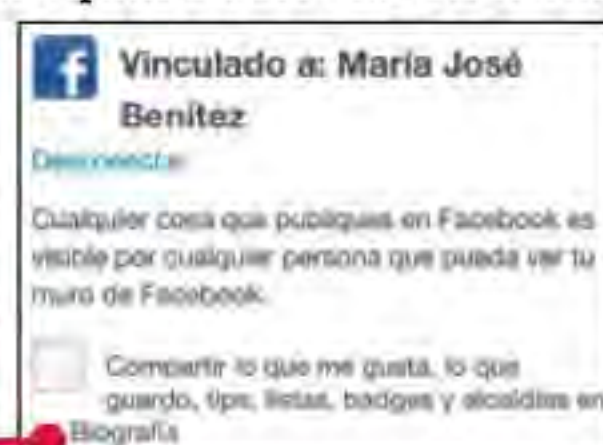 Vinculado a: María José
Benítez
Desconectar
Cualquier cosa que publiques en Facebook es
visible por cualquier persona que pueda ver tu
muro de Facebook.
Compartir lo que me gusta, lo que
guardo, tips, listas, badges y alcaldías en
Biografía